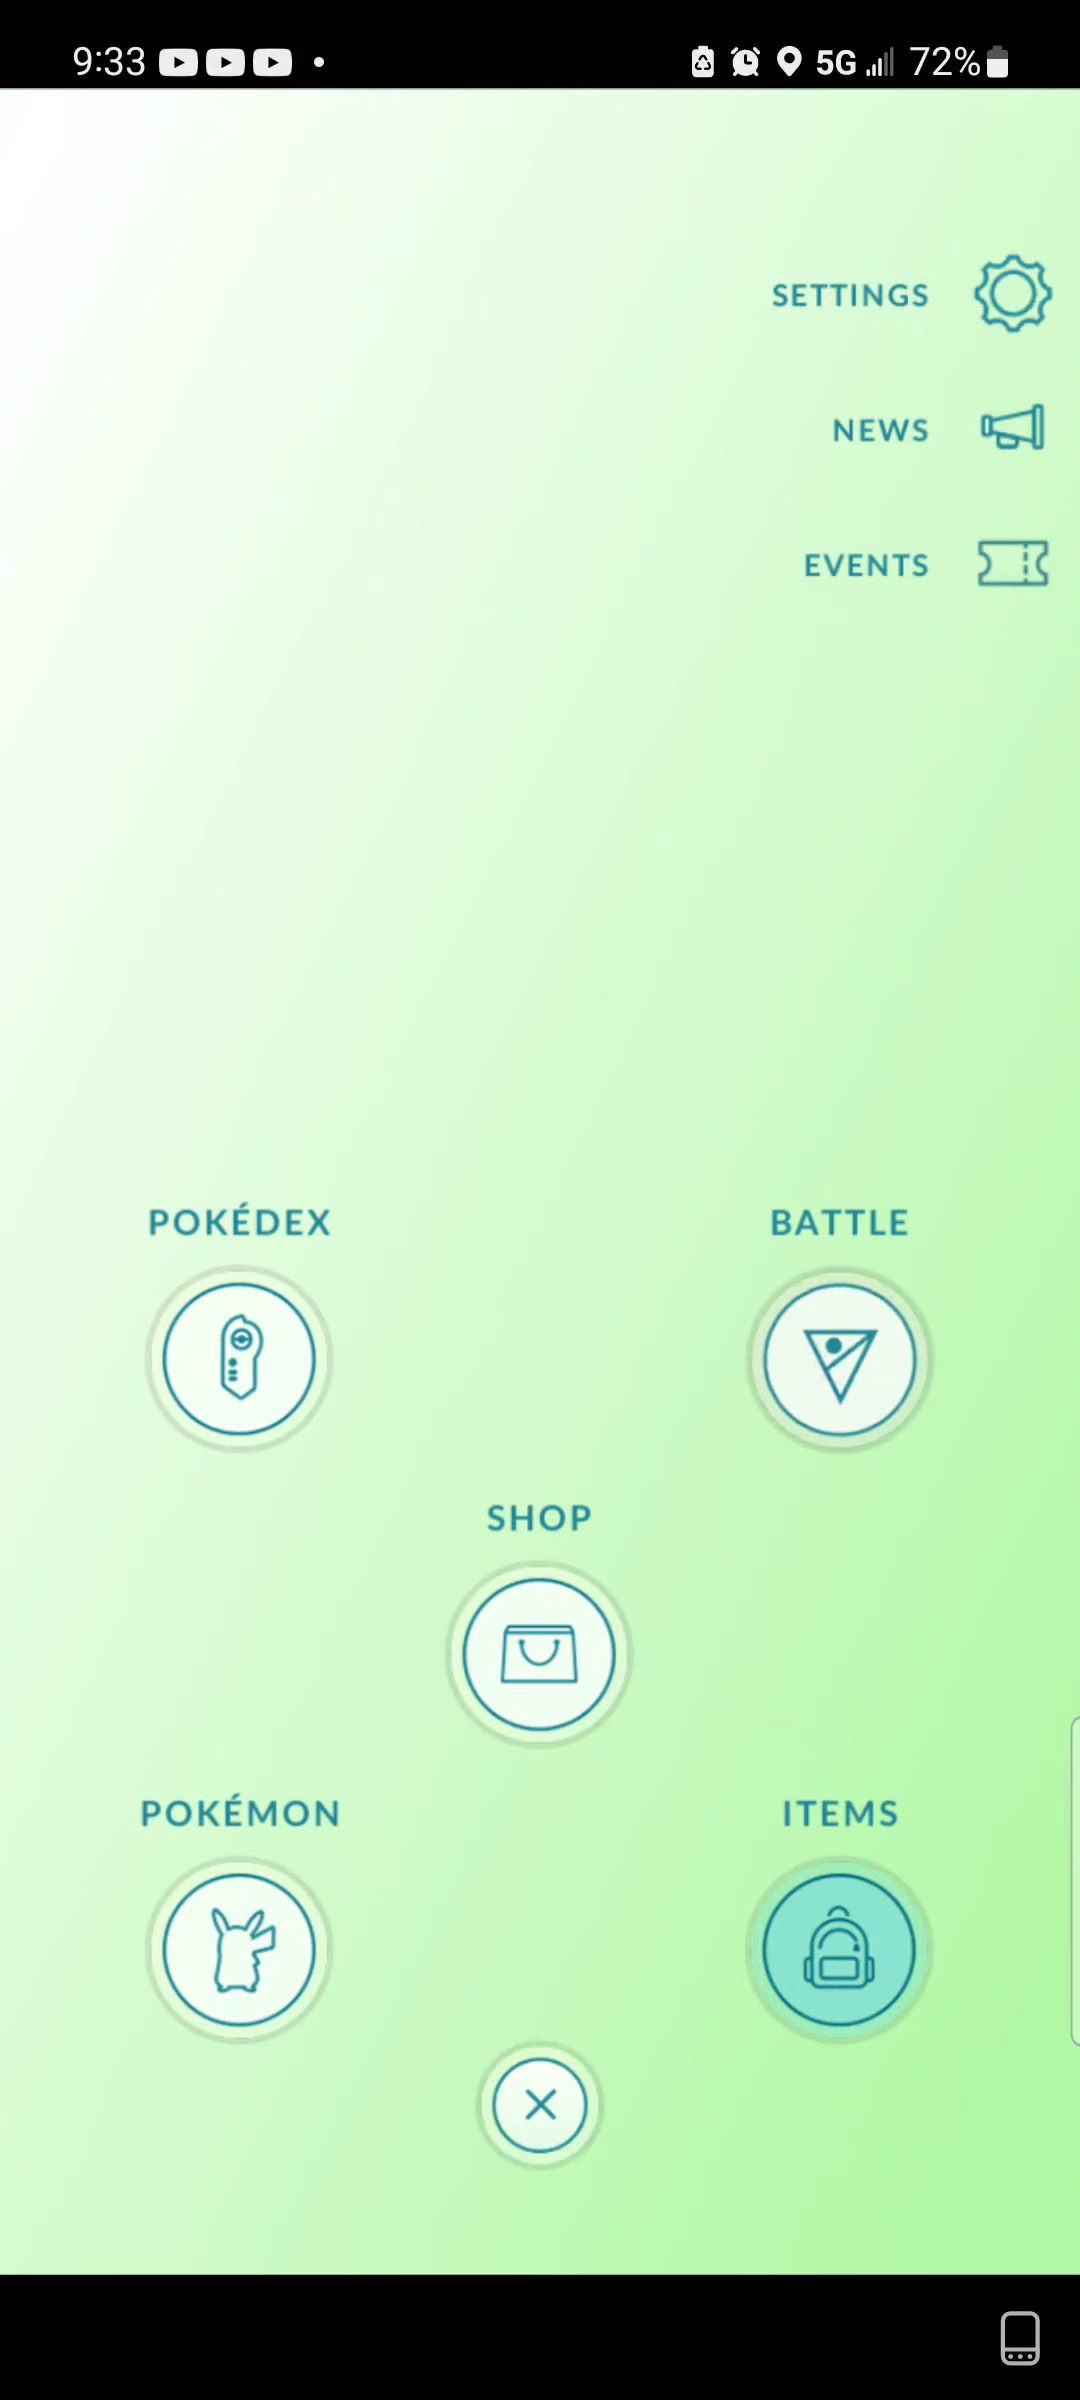 9:33 5G 72%
SETTINGS
NEWS
EVENTS
POKÉDEX BATTLE
SHOP
POKÉMON ITEMS